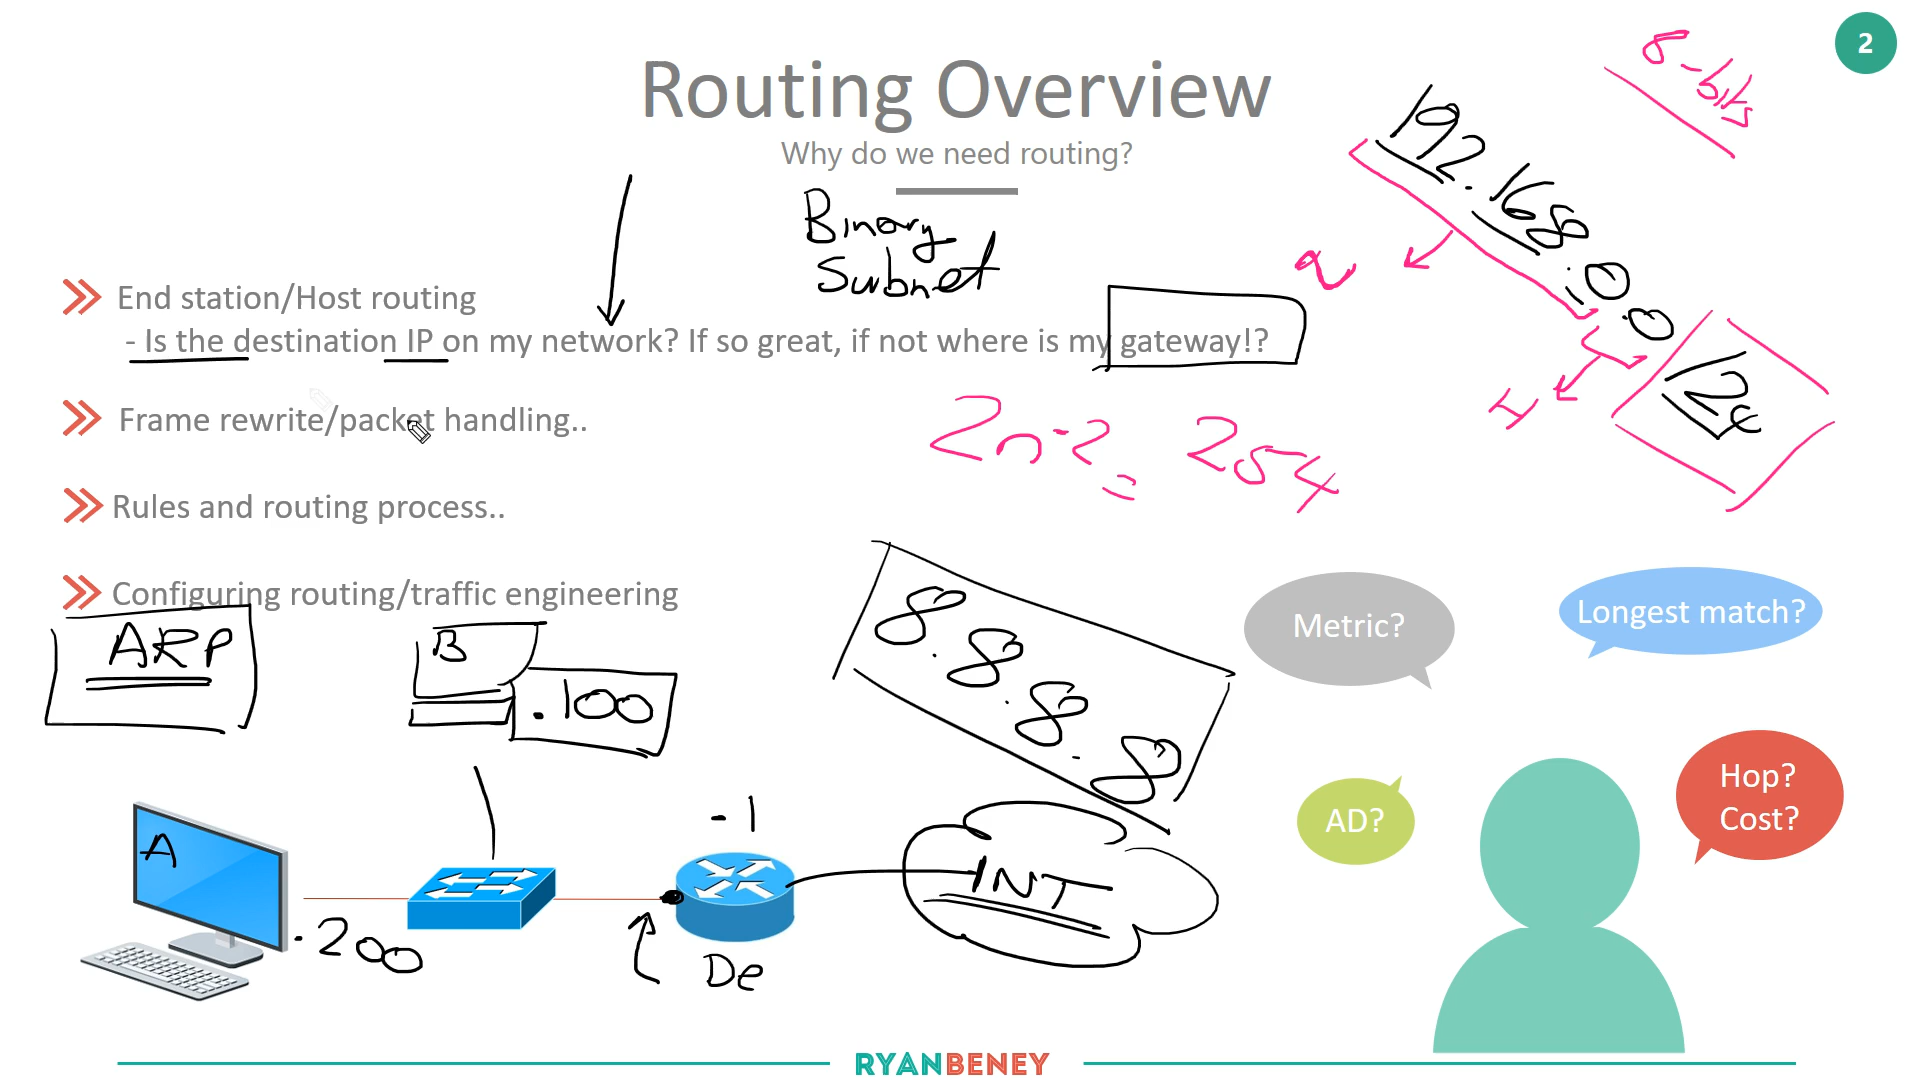 2
Routing Overview
Why do we need routing?
8-bits
192.168.0.0
/24
Binary
Subnet
End station/Host routing
- Is the destination IP on my network? If so great, if not where is my gateway!?
H
Frame rewrite/packet handling..
2n-2 = 254
Rules and routing process..
Configuring routing/traffic engineering
ARP
B
.100
8.8.8.8
Metric?
Longest match?
AD?
Hop?
Cost?
A
.200
.1
De
INT
RYANBENEY